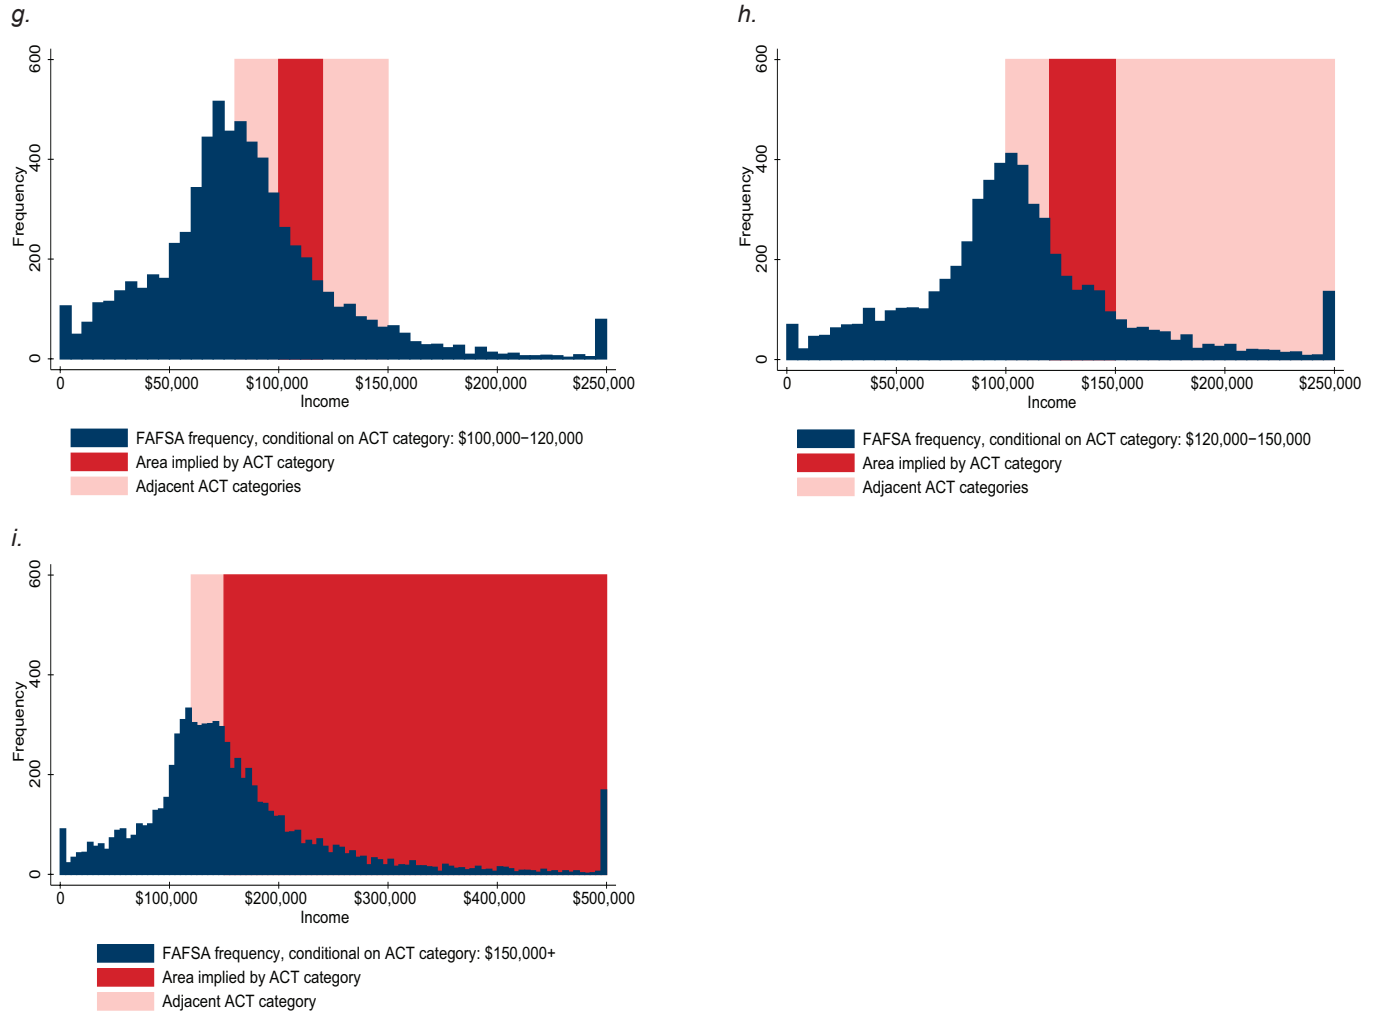 g.
600
400
200
0
Frequency
0 $50,000 $100,000 $150,000 $200,000 $250,000
Income
FAFSA frequency, conditional on ACT category: $100,000−120,000
Area implied by ACT category
Adjacent ACT categories
h.
600
400
200
0
Frequency
0 $50,000 $100,000 $150,000 $200,000 $250,000
Income
FAFSA frequency, conditional on ACT category: $120,000−150,000
Area implied by ACT category
Adjacent ACT categories
i.
600
400
200
0
Frequency
0 $100,000 $200,000 $300,000 $400,000 $500,000
Income
FAFSA frequency, conditional on ACT category: $150,000+
Area implied by ACT category
Adjacent ACT category